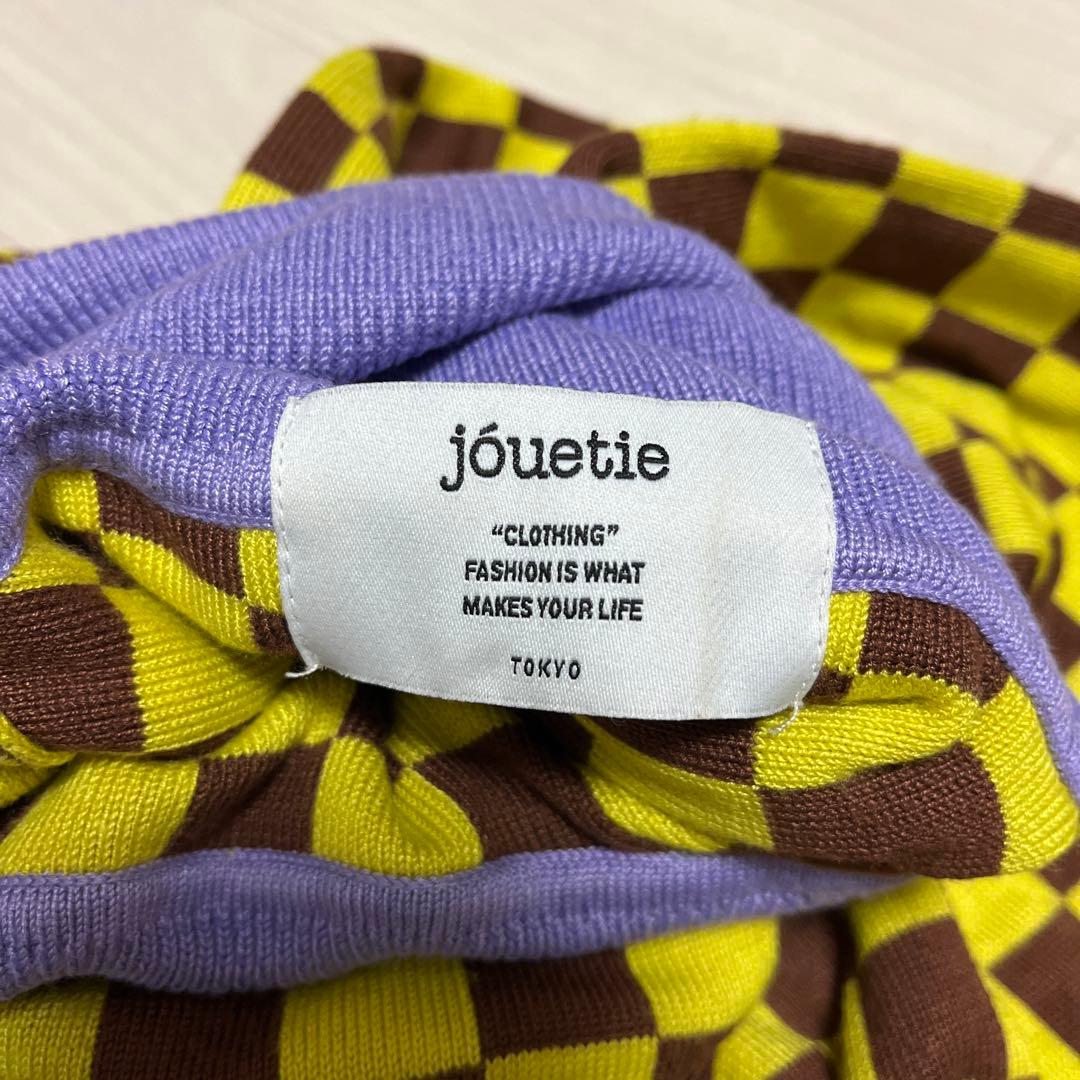 jóuetie
“CLOTHING”
FASHION IS WHAT
MAKES YOUR LIFE
TOKYO